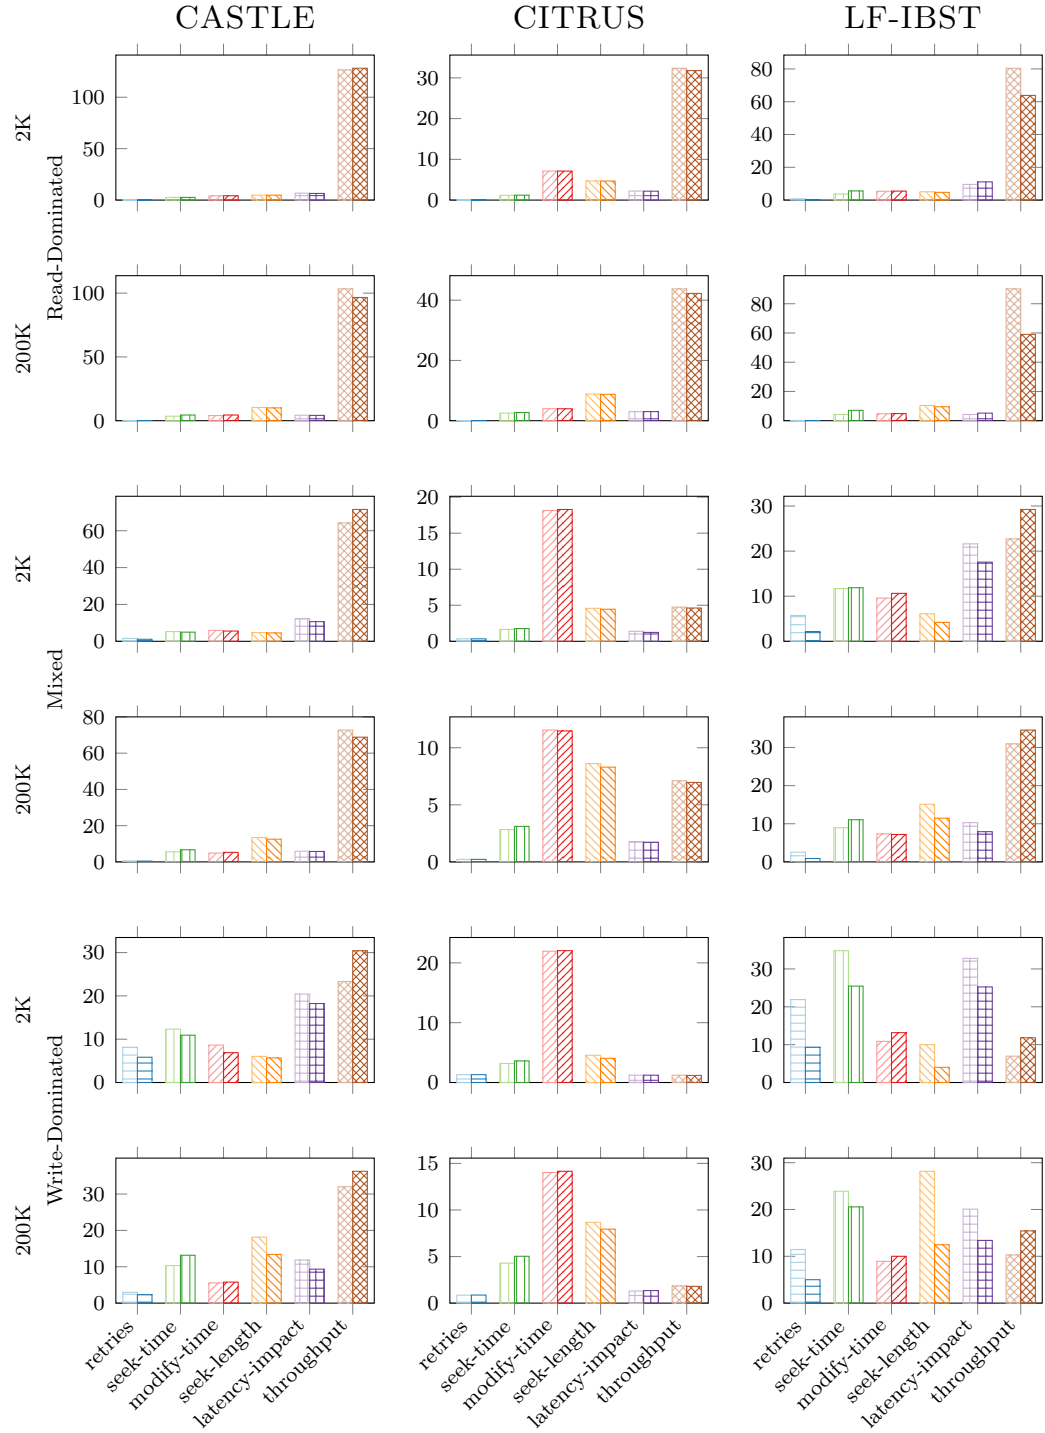 CASTLE CITRUS LF-IBST
2K
100
50
0
30
20
10
0
80
60
40
20
0
Read-Dominated
200K
100
50
0
40
20
0
80
60
40
20
0
2K
60
40
20
0
20
15
10
5
0
30
20
10
0
Mixed
200K
80
60
40
20
0
10
5
0
30
20
10
0
2K
30
20
10
0
20
10
0
30
20
10
0
Write-Dominated
200K
30
20
10
0
15
10
5
0
30
20
10
0
retries
seek-time
modify-time
seek-length
latency-impact
throughput
retries
seek-time
modify-time
seek-length
latency-impact
throughput
retries
seek-time
modify-time
seek-length
latency-impact
throughput